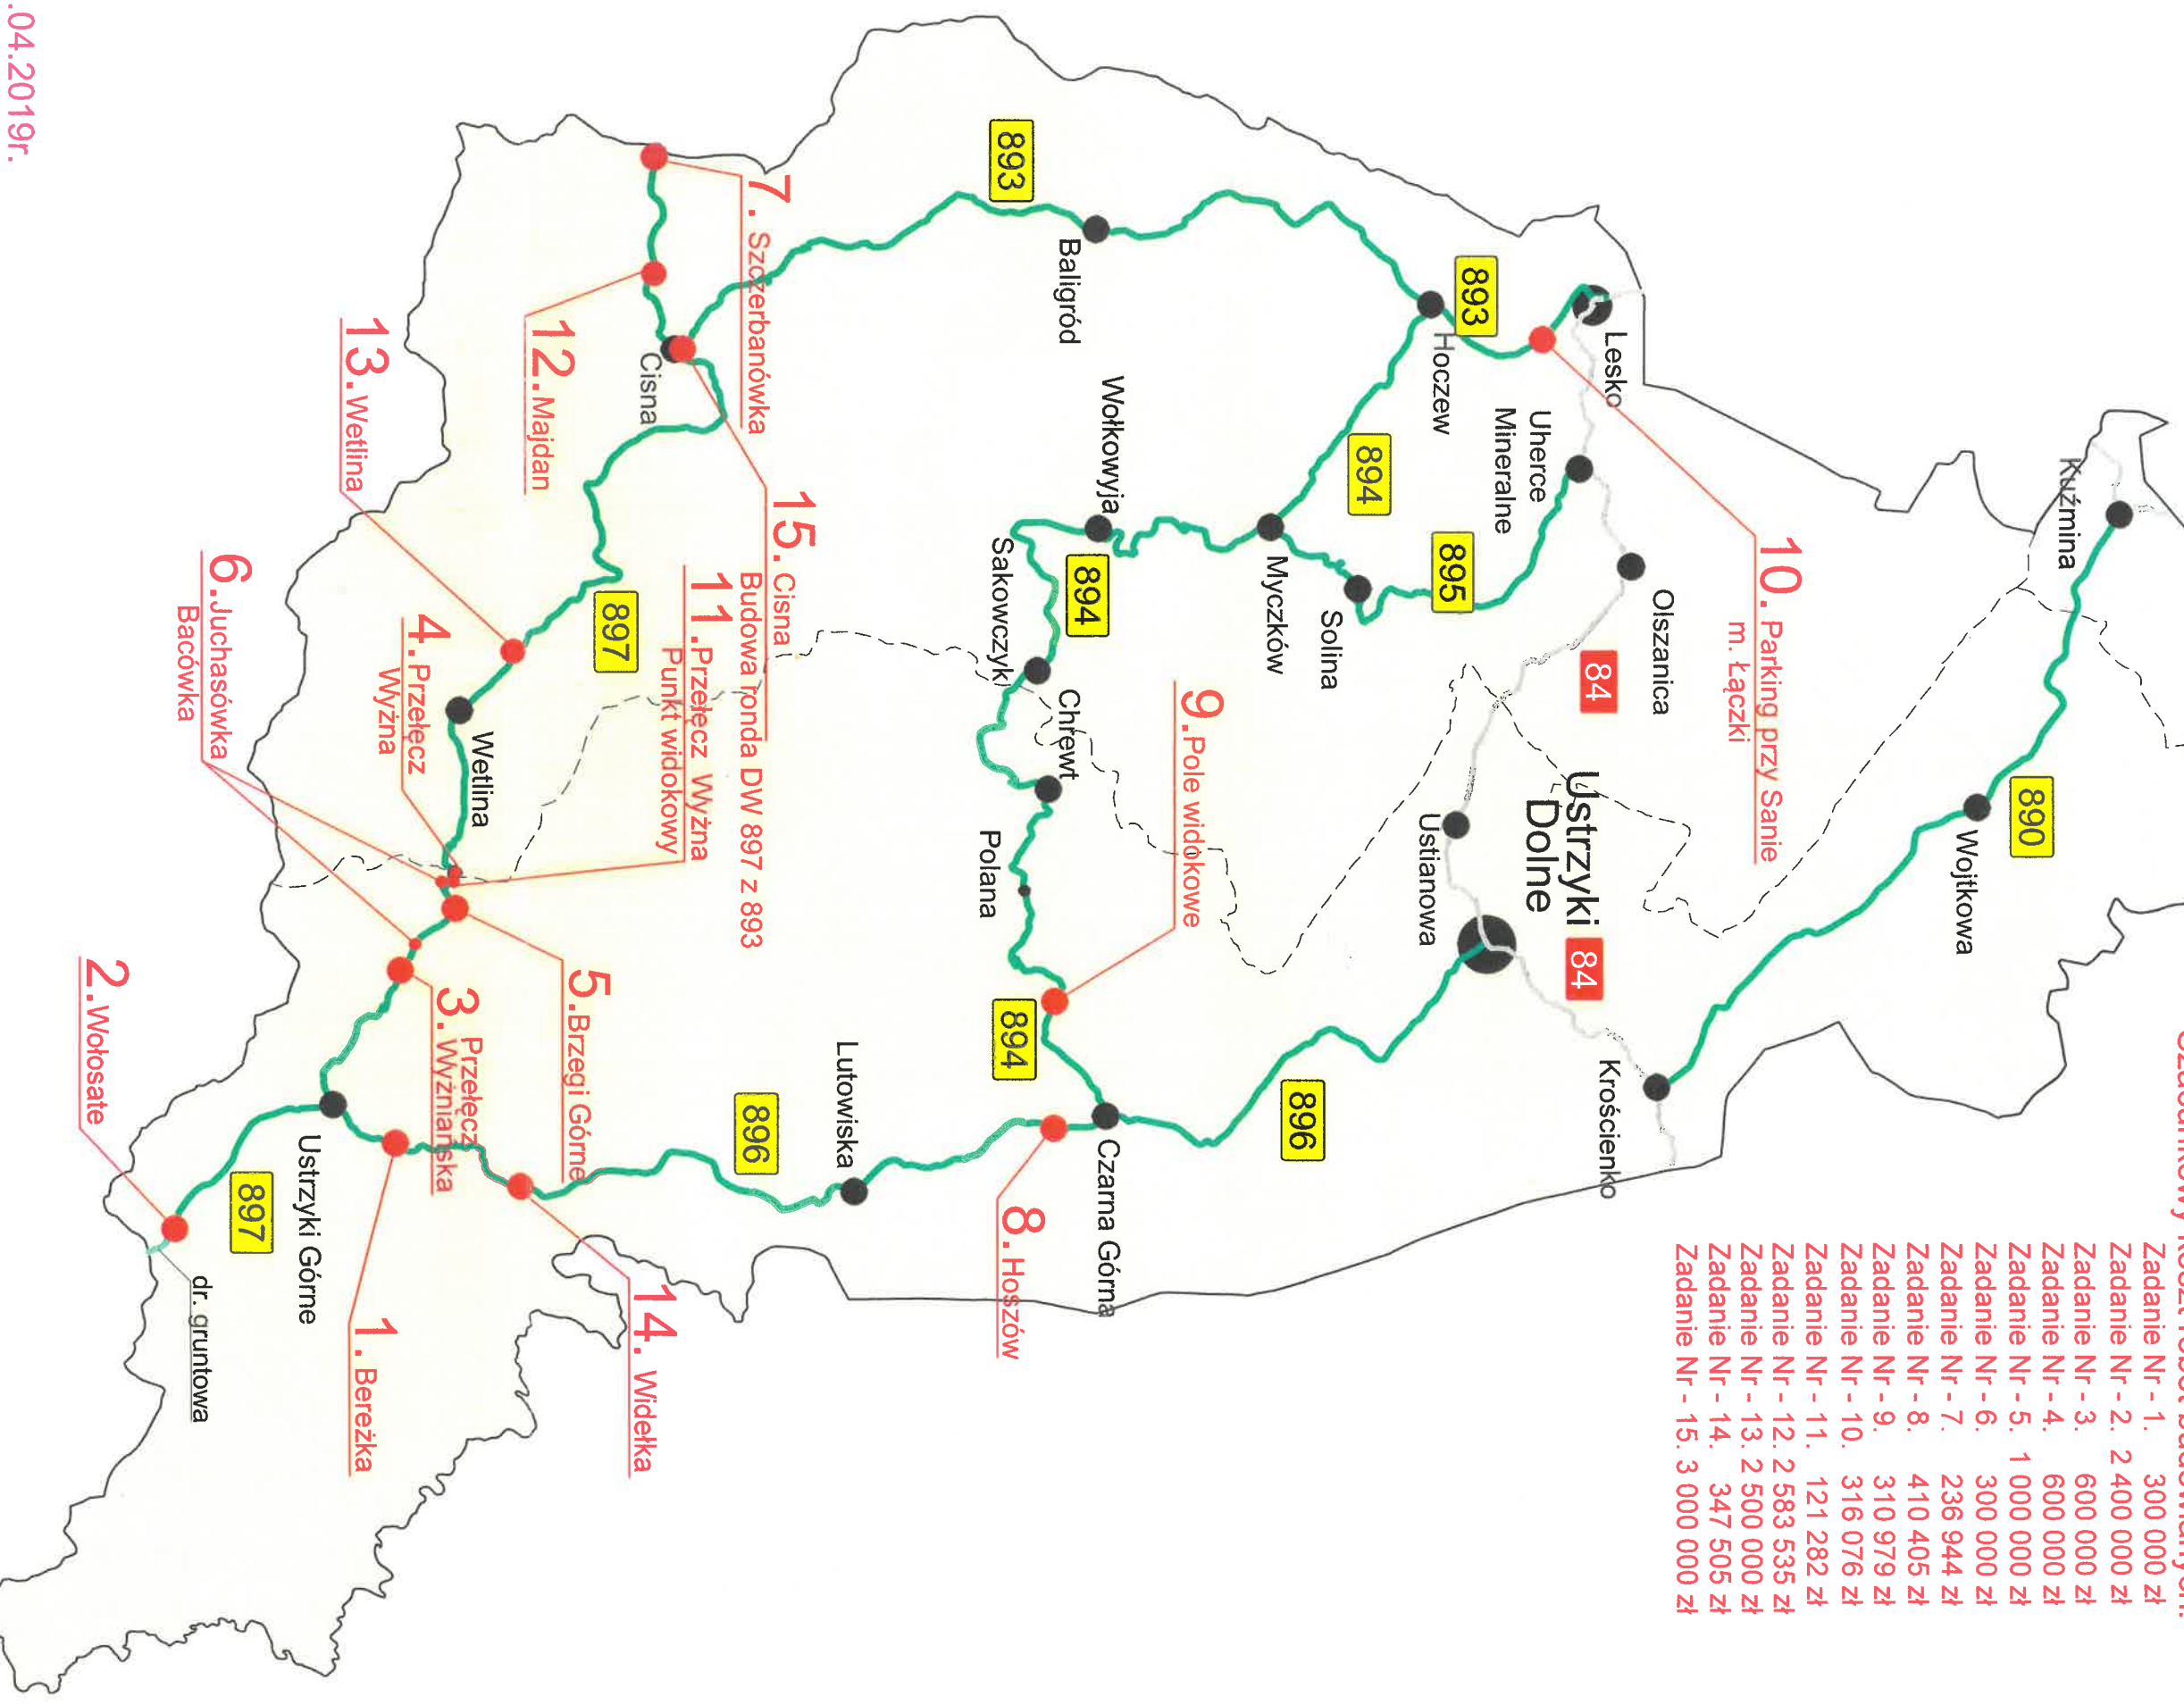 Szacunkowy koszt robót budowlanych:
Zadanie Nr - 1. 300 000 zł
Zadanie Nr - 2. 2 400 000 zł
Zadanie Nr - 3. 600 000 zł
Zadanie Nr - 4. 600 000 zł
Zadanie Nr - 5. 1 000 000 zł
Zadanie Nr - 6. 300 000 zł
Zadanie Nr - 7. 236 944 zł
Zadanie Nr - 8. 410 405 zł
Zadanie Nr - 9. 310 979 zł
Zadanie Nr - 10. 316 076 zł
Zadanie Nr - 11. 121 282 zł
Zadanie Nr - 12. 2 583 535 zł
Zadanie Nr - 13. 2 500 000 zł
Zadanie Nr - 14. 347 505 zł
Zadanie Nr - 15. 3 000 000 zł
Kuźmina
890
Wojtkowa
10. Parking przy Sanie
m. Łączki
Lesko
Olszanica
84
Ustrzyki
Dolne
84
Krościenko
Uherce
Mineralne
893
Hoczew
895
Ustianowa
894
Solina
Myczków
896
9. Pole widokowe
Wołkowyja
894
Baligród
893
Sakowczyk
Chrewt
Polana
894
Czarna Górna
8. Hoszów
Lutowiska
896
7. Szczerbanówka
15. Cisna
Budowa ronda DW 897 z 893
11. Przełęcz Wyżna
Punkt widokowy
Cisna
12. Majdan
897
14. Widełka
5. Brzegi Górne
Wetlina
3. Przełęcz
Wyżniańska
4. Przełęcz
Wyżna
13. Wetlina
1. Bereżka
Ustrzyki Górne
897
6. Juchasówka
Bacówka
dr. gruntowa
2. Wołosate
.04.2019r.